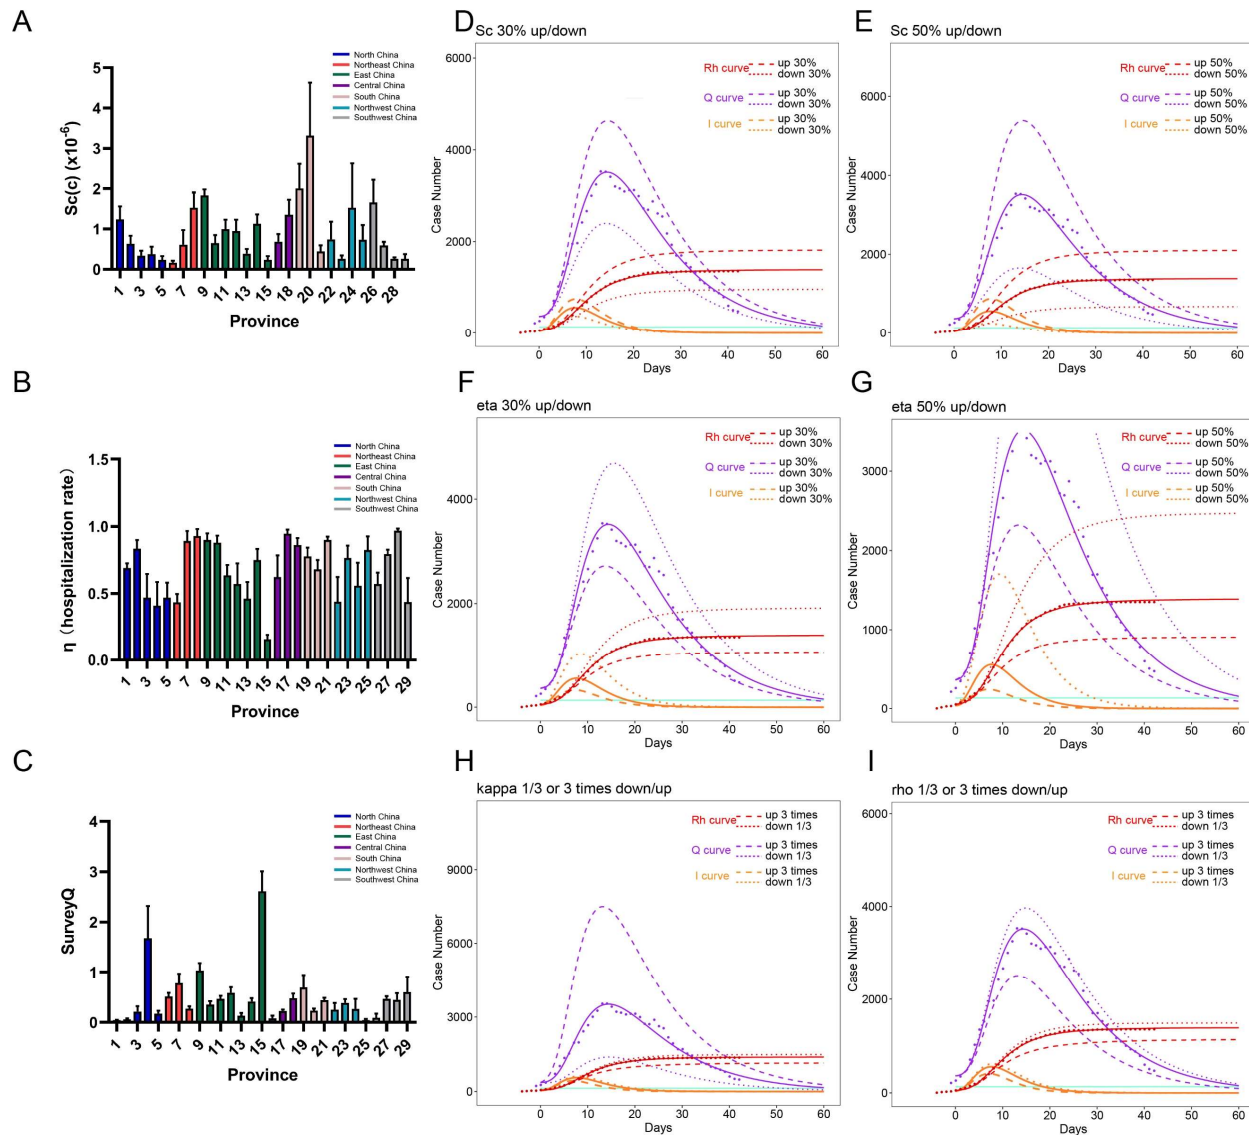 A
North China
Northeast China
East China
Central China
South China
Northwest China
Southwest China
Sc(c) (x10⁻⁶)
5
4
3
2
1
0
1 3 5 7 9 11 13 15 18 20 22 24 26 28
Province
B
North China
Northeast China
East China
Central China
South China
Northwest China
Southwest China
η (hospitalization rate)
1.5
1.0
0.5
0.0
1 3 5 7 9 11 13 15 17 19 21 23 25 27 29
Province
C
North China
Northeast China
East China
Central China
South China
Northwest China
Southwest China
SurveyQ
4
3
2
1
0
1 3 5 7 9 11 13 15 17 19 21 23 25 27 29
Province
D
Sc 30% up/down
Rh curve up 30%
down 30%
Q curve up 30%
down 30%
I curve up 30%
down 30%
Case Number
6000
4000
2000
0
0 10 20 30 40 50 60
Days
E
Sc 50% up/down
Rh curve up 50%
down 50%
Q curve up 50%
down 50%
I curve up 50%
down 50%
Case Number
6000
4000
2000
0
0 10 20 30 40 50 60
Days
F
eta 30% up/down
Rh curve up 30%
down 30%
Q curve up 30%
down 30%
I curve up 30%
down 30%
Case Number
4000
2000
0
0 10 20 30 40 50 60
Days
G
eta 50% up/down
Rh curve up 50%
down 50%
Q curve up 50%
down 50%
I curve up 50%
down 50%
Case Number
3000
2000
1000
0
0 10 20 30 40 50 60
Days
H
kappa 1/3 or 3 times down/up
Rh curve up 3 times
down 1/3
Q curve up 3 times
down 1/3
I curve up 3 times
down 1/3
Case Number
9000
6000
3000
0
0 10 20 30 40 50 60
Days
I
rho 1/3 or 3 times down/up
Rh curve up 3 times
down 1/3
Q curve up 3 times
down 1/3
I curve up 3 times
down 1/3
Case Number
6000
4000
2000
0
0 10 20 30 40 50 60
Days